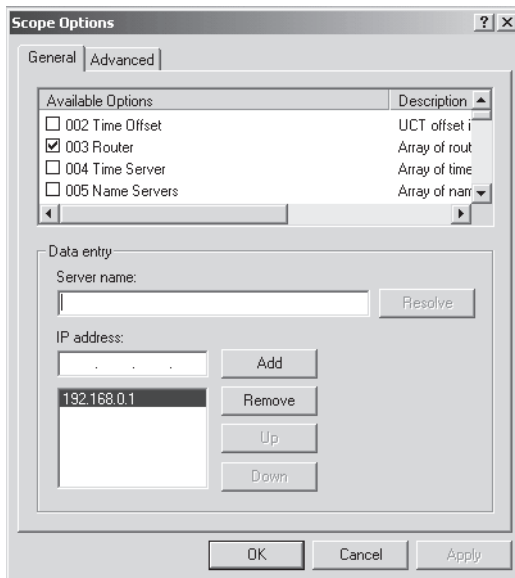 Scope Options
General Advanced
Available Options Description
002 Time Offset UCT offset i
003 Router Array of rout
004 Time Server Array of time
005 Name Servers Array of nam
Data entry
Server name:
Resolve
IP address:
. . . Add
192.168.0.1 Remove
Up
Down
OK Cancel Apply